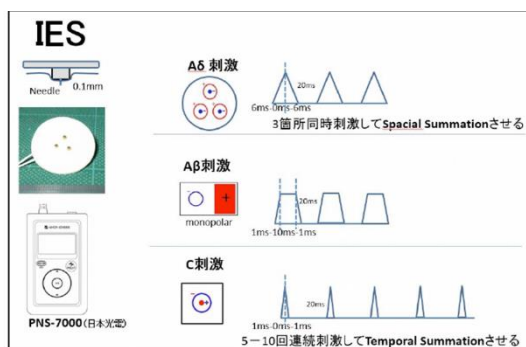 IES
Needle
0.1mm
PNS-7000(日本光電)
Aδ 刺激
20ms
6ms-0ms-6ms
3箇所同時刺激してSpacial Summationさせる
Aβ刺激
-
+
monopolar
20ms
1ms-10ms-1ms
C刺激
20ms
1ms-0ms-1ms
5－10回連続刺激してTemporal Summationさせる